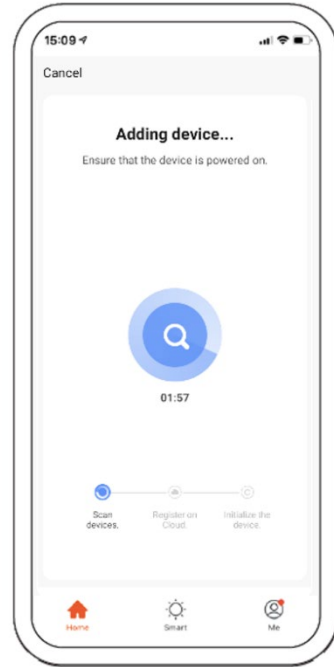 15:09
Cancel
Adding device...
Ensure that the device is powered on.
01:57
Scan devices.
Register on Cloud.
Initialize the device.
Home
Smart
Me